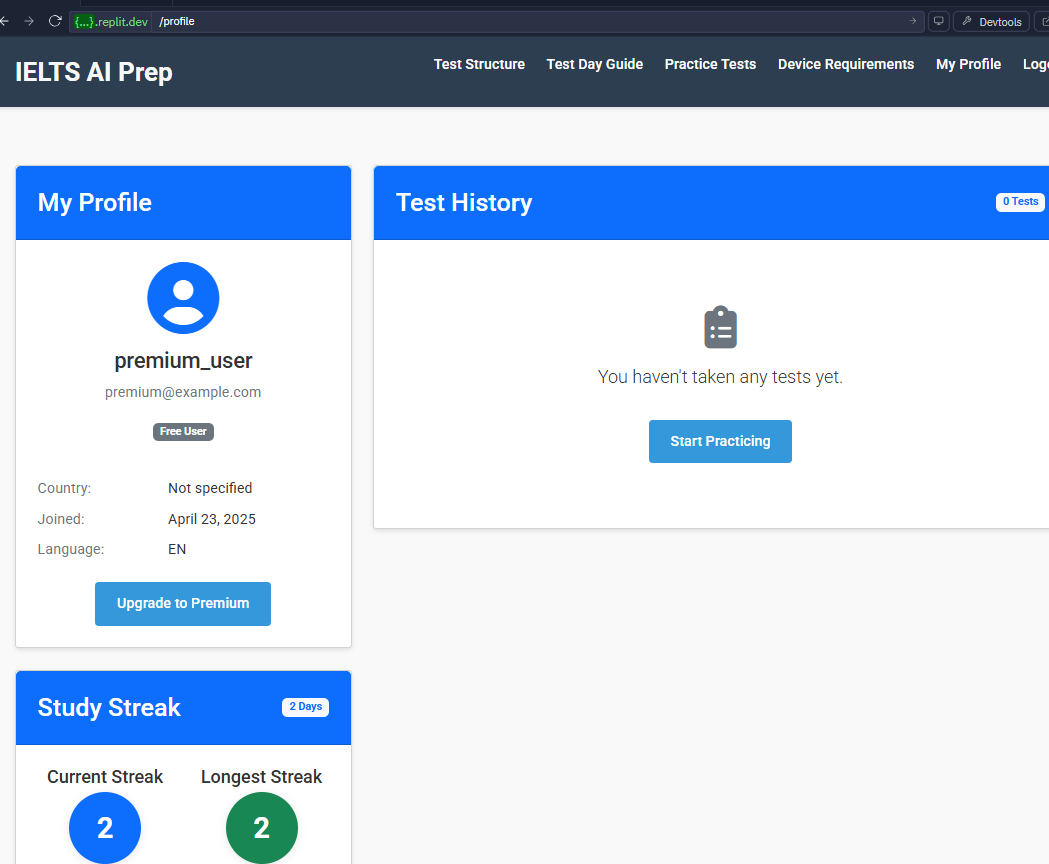 {...}.replit.dev /profile
Devtools
IELTS AI Prep
Test Structure Test Day Guide Practice Tests Device Requirements My Profile
My Profile
premium_user
premium@example.com
Free User
Country: Not specified
Joined: April 23, 2025
Language: EN
Upgrade to Premium
Study Streak 2 Days
Current Streak Longest Streak
2 2
Test History 0 Tests
You haven't taken any tests yet.
Start Practicing